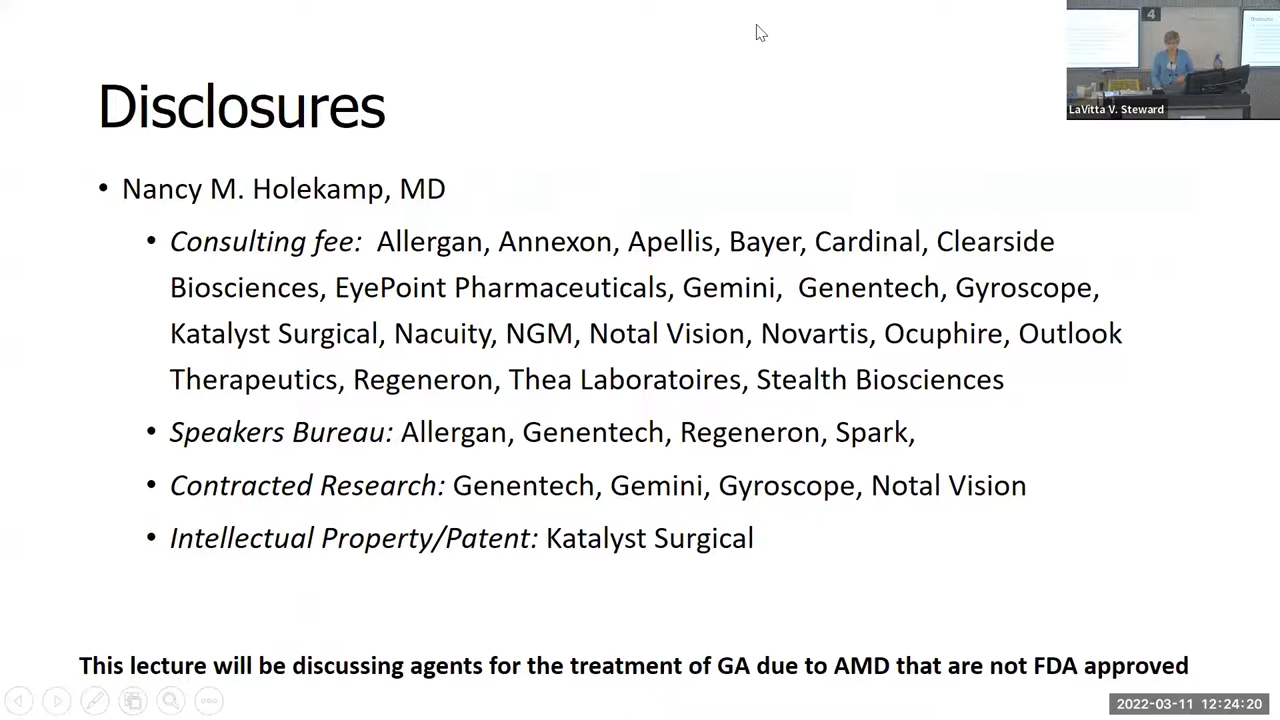 4
LaVitta V. Steward
Disclosures
• Nancy M. Holekamp, MD
• Consulting fee:  Allergan, Annexon, Apellis, Bayer, Cardinal, Clearside
Biosciences, EyePoint Pharmaceuticals, Gemini,  Genentech, Gyroscope,
Katalyst Surgical, Nacuity, NGM, Notal Vision, Novartis, Ocuphire, Outlook
Therapeutics, Regeneron, Thea Laboratoires, Stealth Biosciences
• Speakers Bureau: Allergan, Genentech, Regeneron, Spark,
• Contracted Research: Genentech, Gemini, Gyroscope, Notal Vision
• Intellectual Property/Patent: Katalyst Surgical
This lecture will be discussing agents for the treatment of GA due to AMD that are not FDA approved
2022-03-11 12:24:20